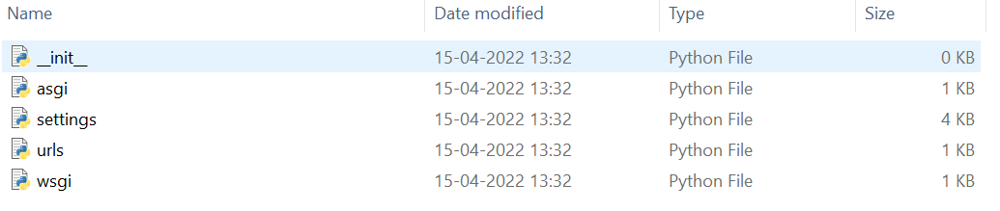 Name Date modified Type Size
__init__ 15-04-2022 13:32 Python File 0 KB
asgi 15-04-2022 13:32 Python File 1 KB
settings 15-04-2022 13:32 Python File 4 KB
urls 15-04-2022 13:32 Python File 1 KB
wsgi 15-04-2022 13:32 Python File 1 KB